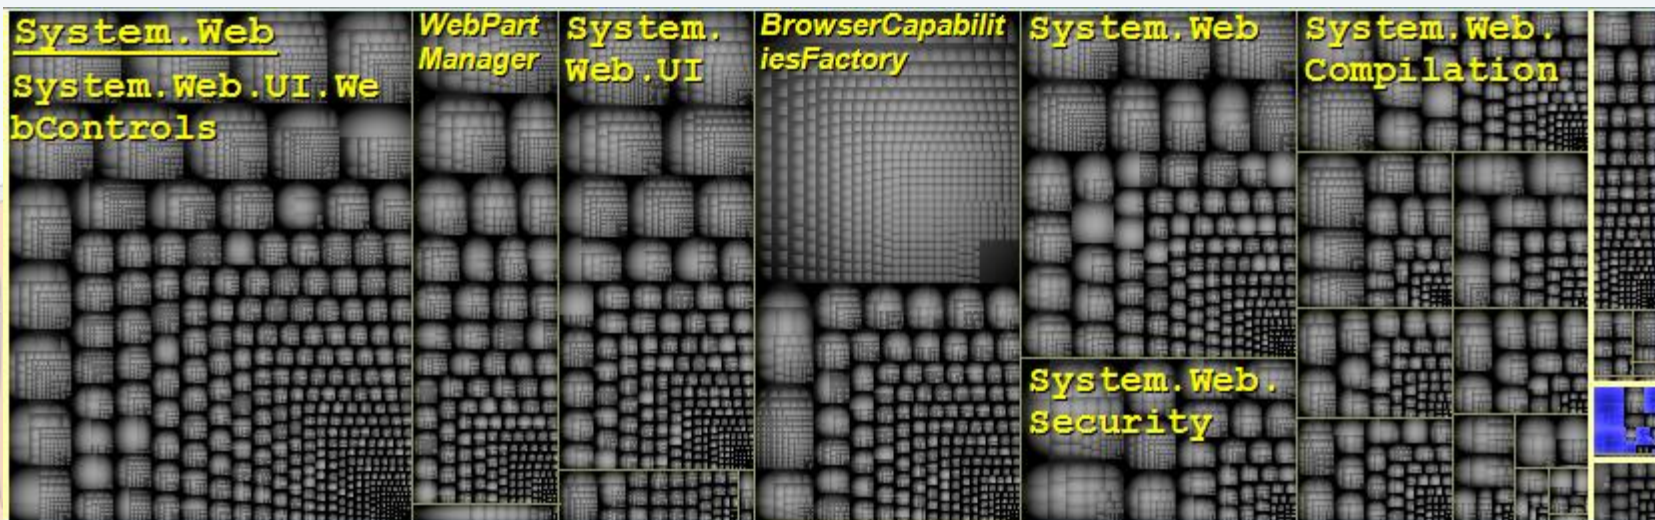 System.Web
System.Web.UI.We
bControls
WebPart
Manager
System.
Web.UI
BrowserCapabilit
iesFactory
System.Web
System.Web.
Security
System.Web.
Compilation